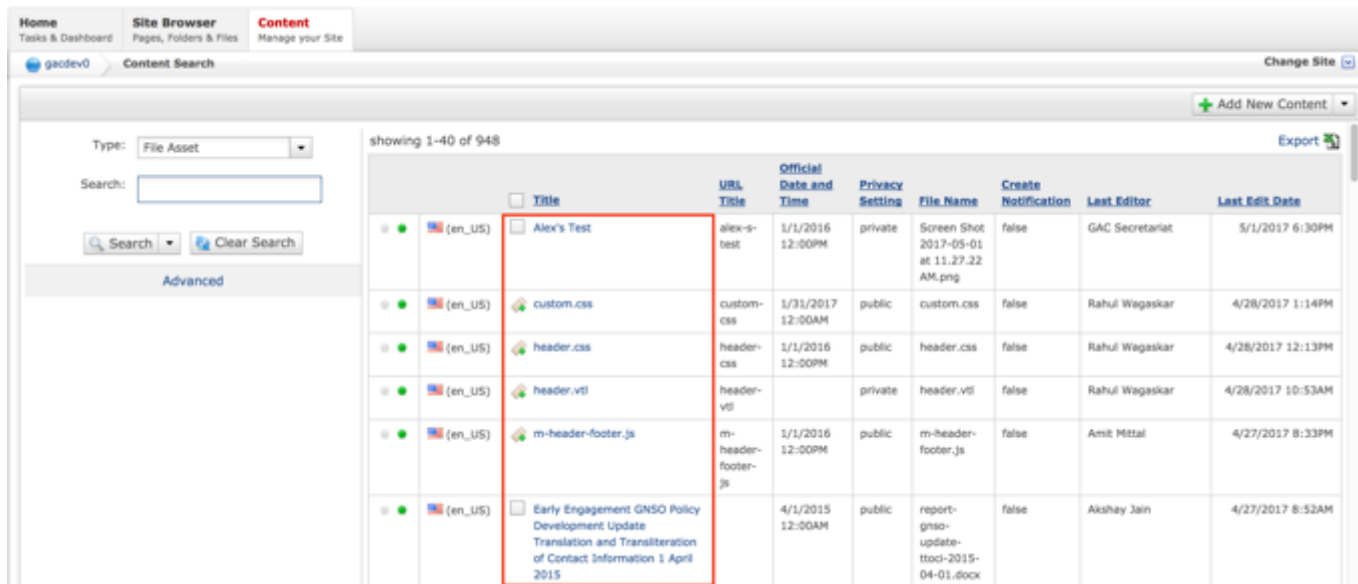 Home
Tasks & Dashboard
Site Browser
Pages, Folders & Files
Content
Manage your Site
gacdev0
Content Search
Change Site
Add New Content
Type:
File Asset
Search:
Search
Clear Search
Advanced
showing 1-40 of 948
Export
Title
URL
Title
Official
Date and
Time
Privacy
Setting
File Name
Create
Notification
Last Editor
Last Edit Date
(en_US)
Alex's Test
alex-s-
test
1/1/2016
12:00PM
private
Screen Shot
2017-05-01
at 11.27.22
AM.png
false
GAC Secretariat
5/1/2017 6:30PM
(en_US)
custom.css
custom-
css
1/31/2017
12:00AM
public
custom.css
false
Rahul Wagaskar
4/28/2017 1:14PM
(en_US)
header.css
header-
css
1/1/2016
12:00PM
public
header.css
false
Rahul Wagaskar
4/28/2017 12:13PM
(en_US)
header.vtl
header-
vtl
private
header.vtl
false
Rahul Wagaskar
4/28/2017 10:53AM
(en_US)
m-header-footer.js
m-
header-
footer-
js
1/1/2016
12:00PM
public
m-header-
footer.js
false
Amit Mittal
4/27/2017 8:33PM
(en_US)
Early Engagement GNSO Policy
Development Update
Translation and Transliteration
of Contact Information 1 April
2015
4/1/2015
12:00AM
public
report-
gnso-
update-
ttoci-2015-
04-01.docx
false
Akshay Jain
4/27/2017 8:52AM